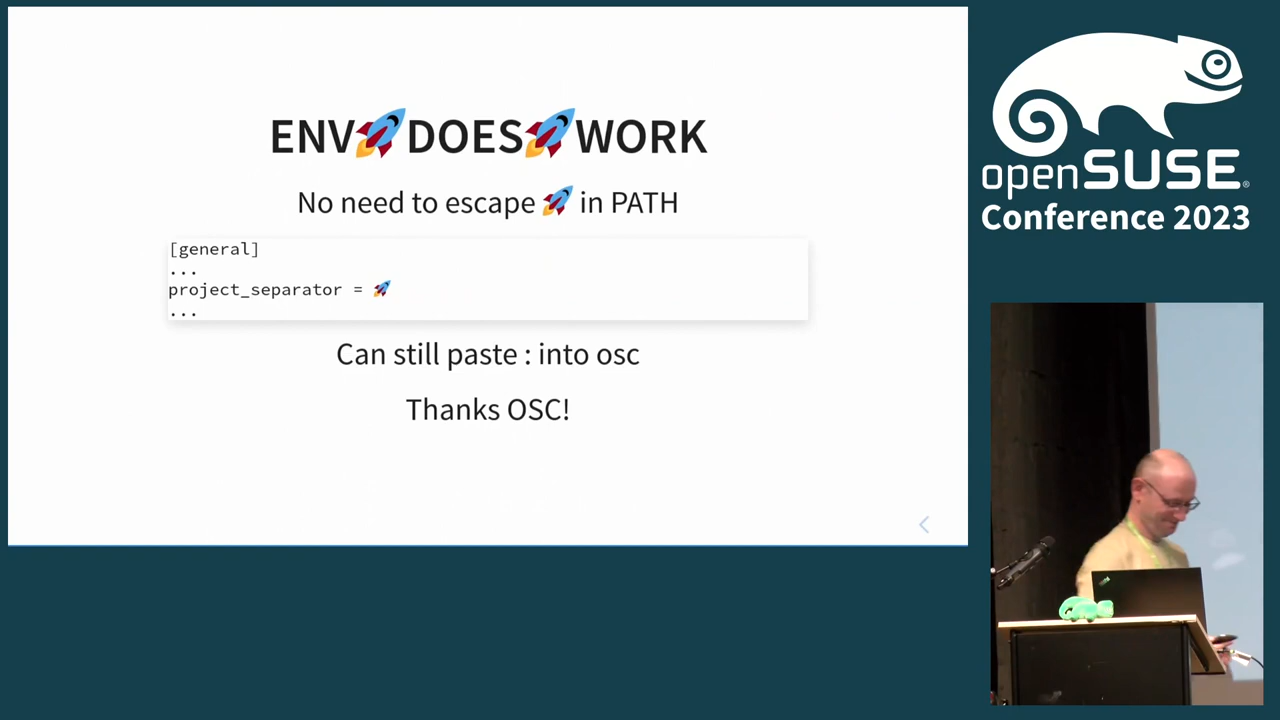 ENV🚀DOES🚀WORK
No need to escape 🚀 in PATH
[general]
...
project_separator = 🚀
...
Can still paste : into osc
Thanks OSC!
openSUSE®
Conference 2023